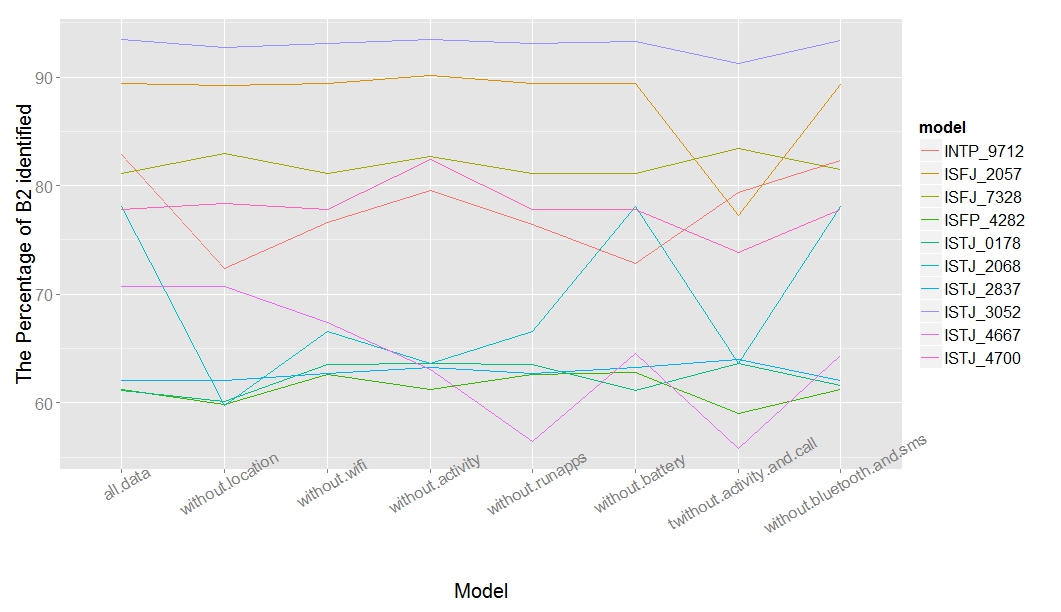 The Percentage of B2 identified
90
80
70
60
all.data
without.location
without.wifi
without.activity
without.runapps
without.battery
twithout.activity.and.call
without.bluetooth.and.sms
Model
model
INTP_9712
ISFJ_2057
ISFJ_7328
ISFP_4282
ISTJ_0178
ISTJ_2068
ISTJ_2837
ISTJ_3052
ISTJ_4667
ISTJ_4700